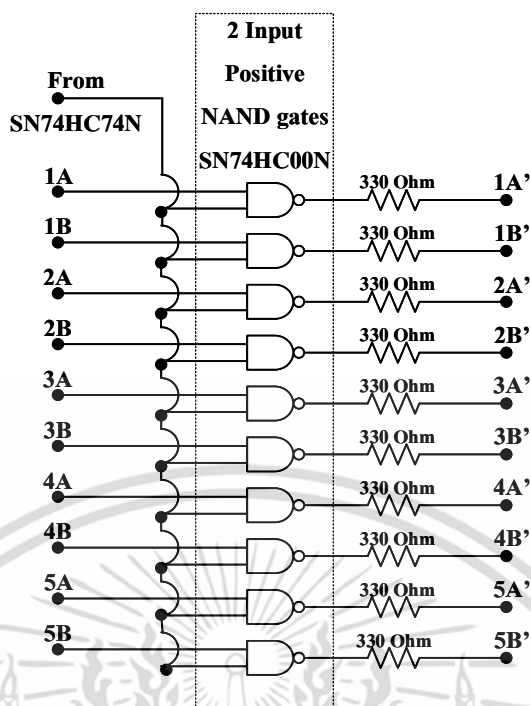 2 Input
Positive
NAND gates
SN74HC00N
From
SN74HC74N
1A 330 Ohm 1A’
1B 330 Ohm 1B’
2A 330 Ohm 2A’
2B 330 Ohm 2B’
3A 330 Ohm 3A’
3B 330 Ohm 3B’
4A 330 Ohm 4A’
4B 330 Ohm 4B’
5A 330 Ohm 5A’
5B 330 Ohm 5B’